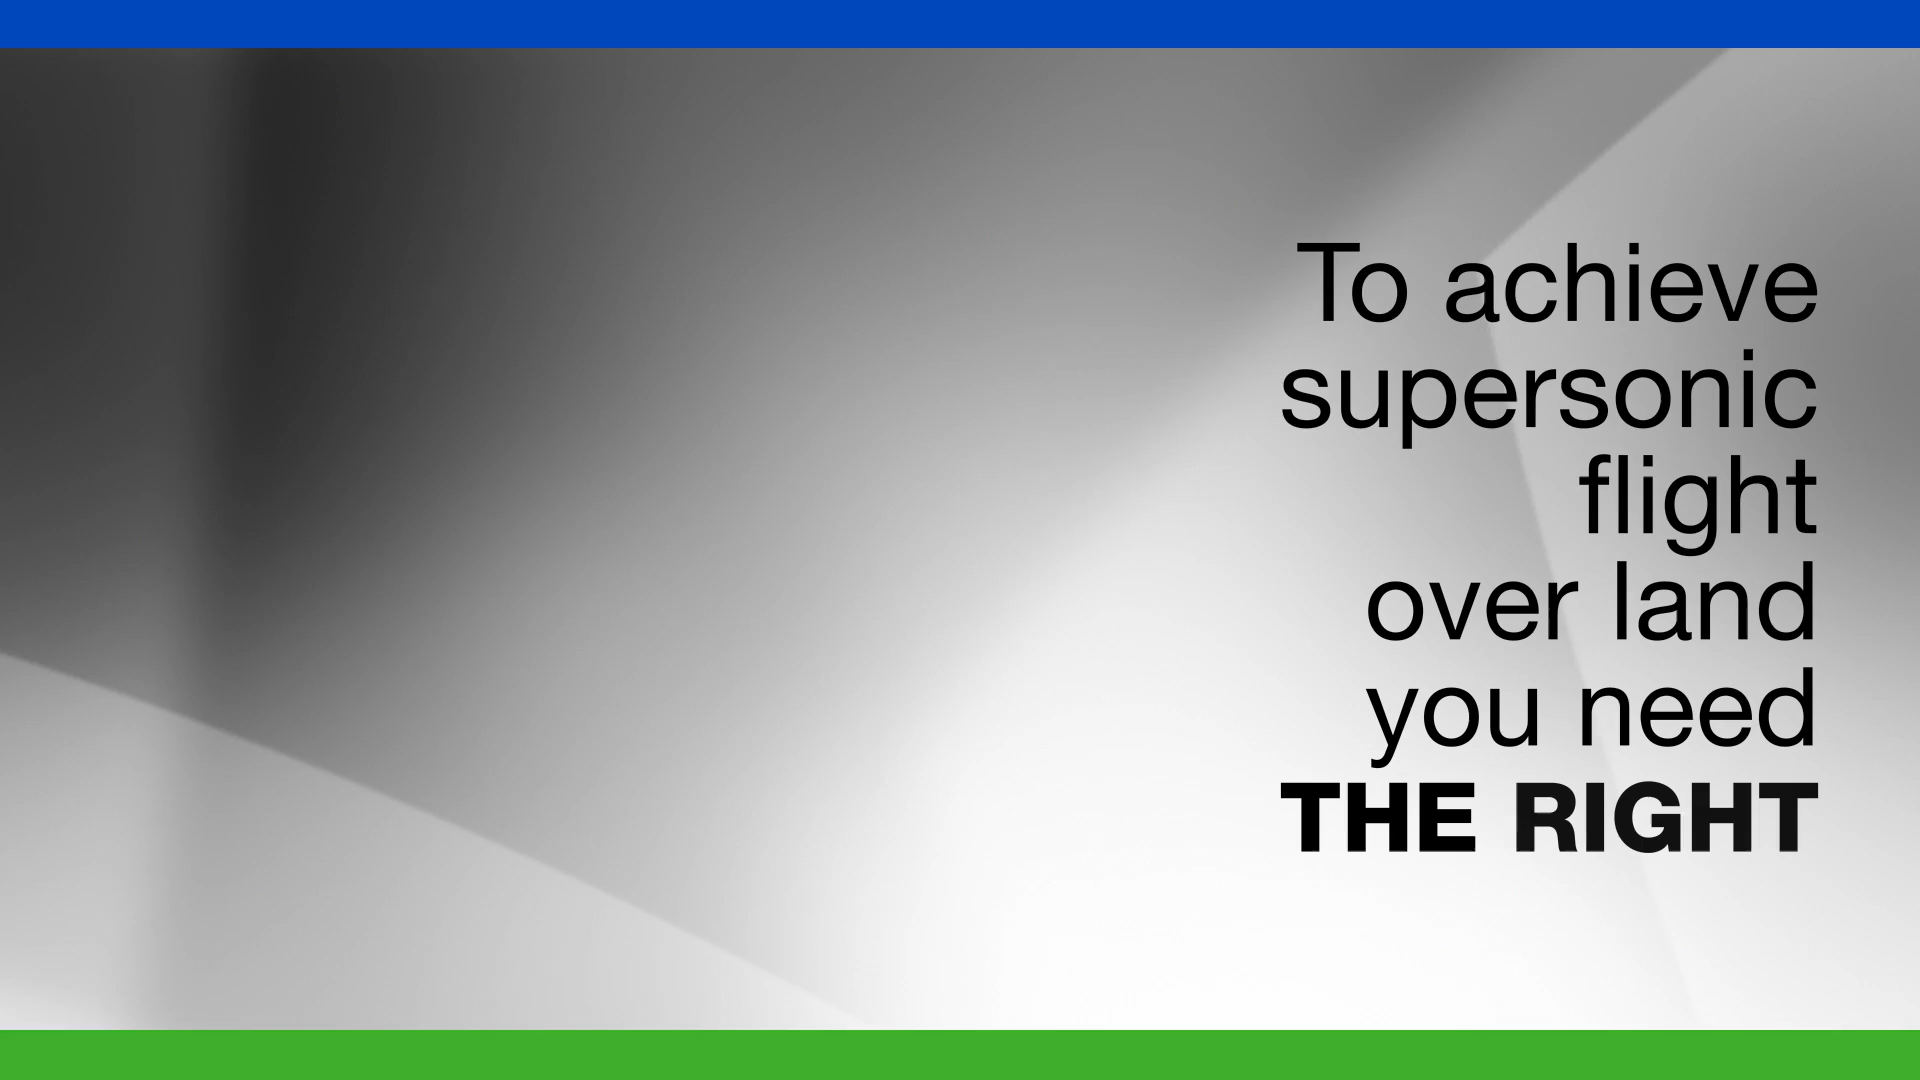 To achieve
supersonic
flight
over land
you need
THE RIGHT